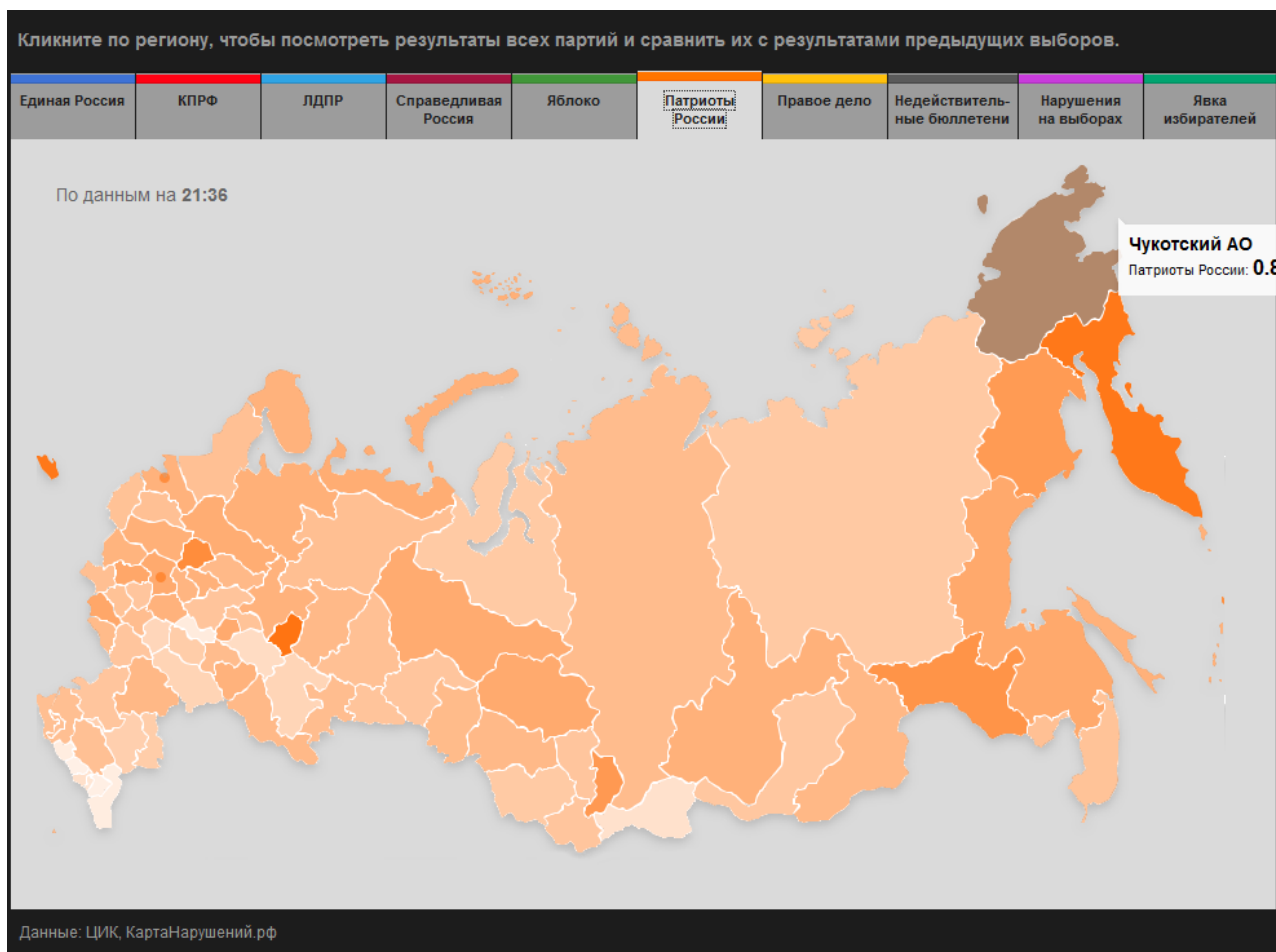 Кликните по региону, чтобы посмотреть результаты всех партий и сравнить их с результатами предыдущих выборов.
Единая Россия
КПРФ
ЛДПР
Справедливая
Россия
Яблоко
Патриоты
России
Правое дело
Недействитель-
ные бюллетени
Нарушения
на выборах
Явка
избирателей
По данным на 21:36
Чукотский АО
Патриоты России: 0.8
Данные: ЦИК, КартаНарушений.рф